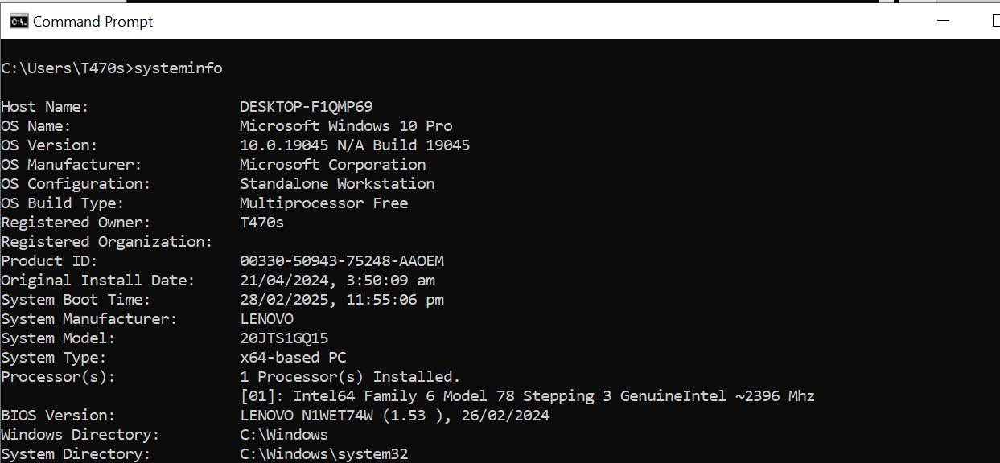 Command Prompt
C:\Users\T470s>systeminfo
Host Name: DESKTOP-F1QMP69
OS Name: Microsoft Windows 10 Pro
OS Version: 10.0.19045 N/A Build 19045
OS Manufacturer: Microsoft Corporation
OS Configuration: Standalone Workstation
OS Build Type: Multiprocessor Free
Registered Owner: T470s
Registered Organization:
Product ID: 00330-50943-75248-AAOEM
Original Install Date: 21/04/2024, 3:50:09 am
System Boot Time: 28/02/2025, 11:55:06 pm
System Manufacturer: LENOVO
System Model: 20JTS1GQ15
System Type: x64-based PC
Processor(s): 1 Processor(s) Installed.
[01]: Intel64 Family 6 Model 78 Stepping 3 GenuineIntel ~2396 Mhz
BIOS Version: LENOVO N1WET74W (1.53 ), 26/02/2024
Windows Directory: C:\Windows
System Directory: C:\Windows\system32